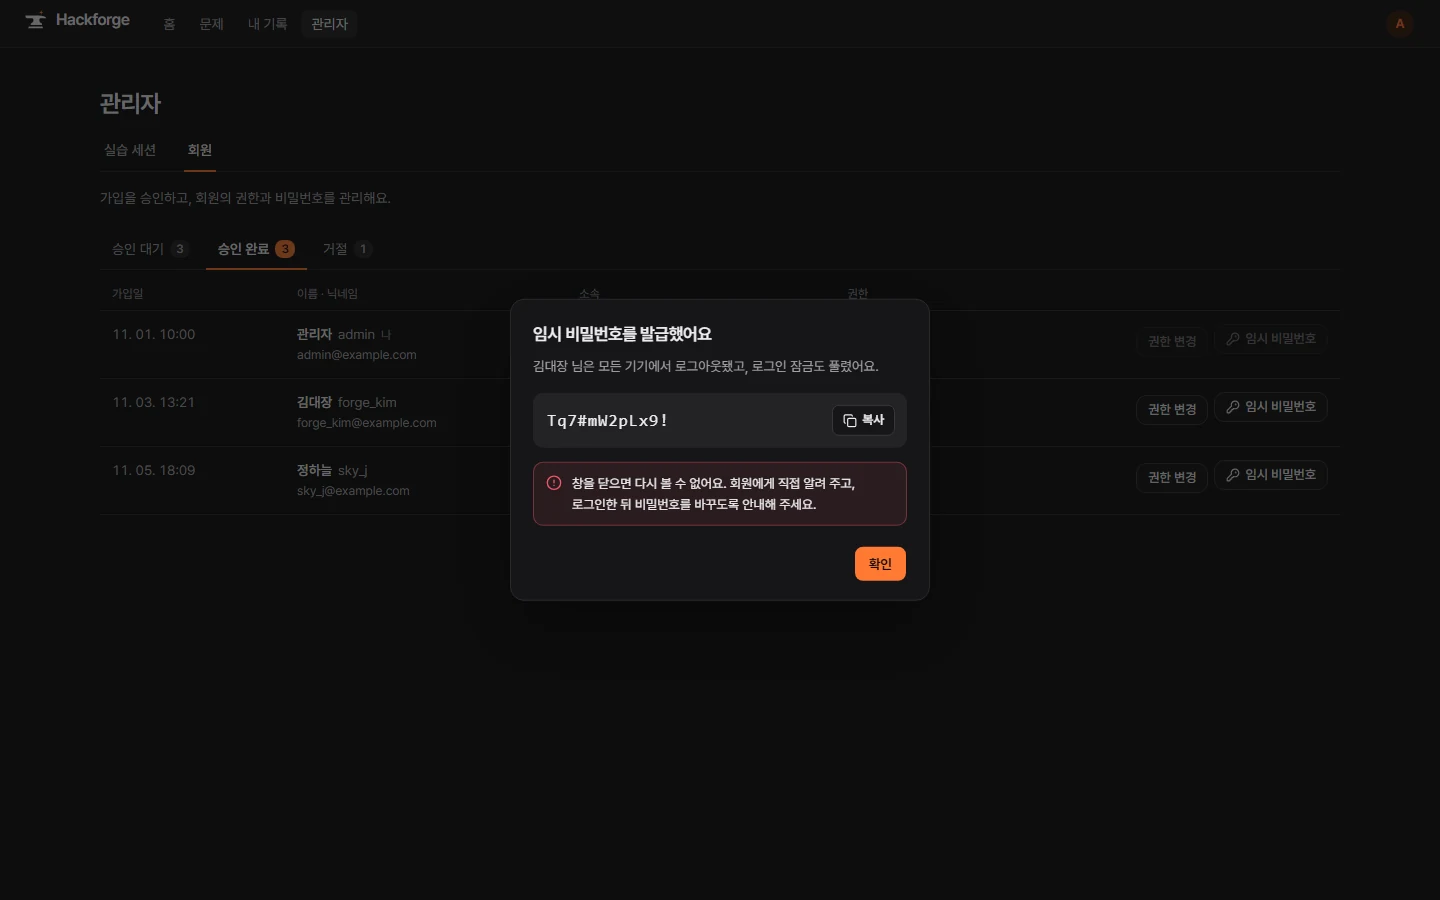 Hackforge 홈 문제 내 기록 관리자 A
관리자
실습 세션 회원
가입을 승인하고, 회원의 권한과 비밀번호를 관리해요.
승인 대기 3 승인 완료 3 거절 1
가입일 이름 · 닉네임 소속 권한
11. 01. 10:00 관리자 admin 나 권한 변경 임시 비밀번호
admin@example.com
11. 03. 13:21 김대장 forge_kim 권한 변경 임시 비밀번호
forge_kim@example.com
11. 05. 18:09 정하늘 sky_j 권한 변경 임시 비밀번호
sky_j@example.com
임시 비밀번호를 발급했어요
김대장 님은 모든 기기에서 로그아웃됐고, 로그인 잠금도 풀렸어요.
Tq7#mW2pLx9! 복사
창을 닫으면 다시 볼 수 없어요. 회원에게 직접 알려 주고,
로그인한 뒤 비밀번호를 바꾸도록 안내해 주세요.
확인